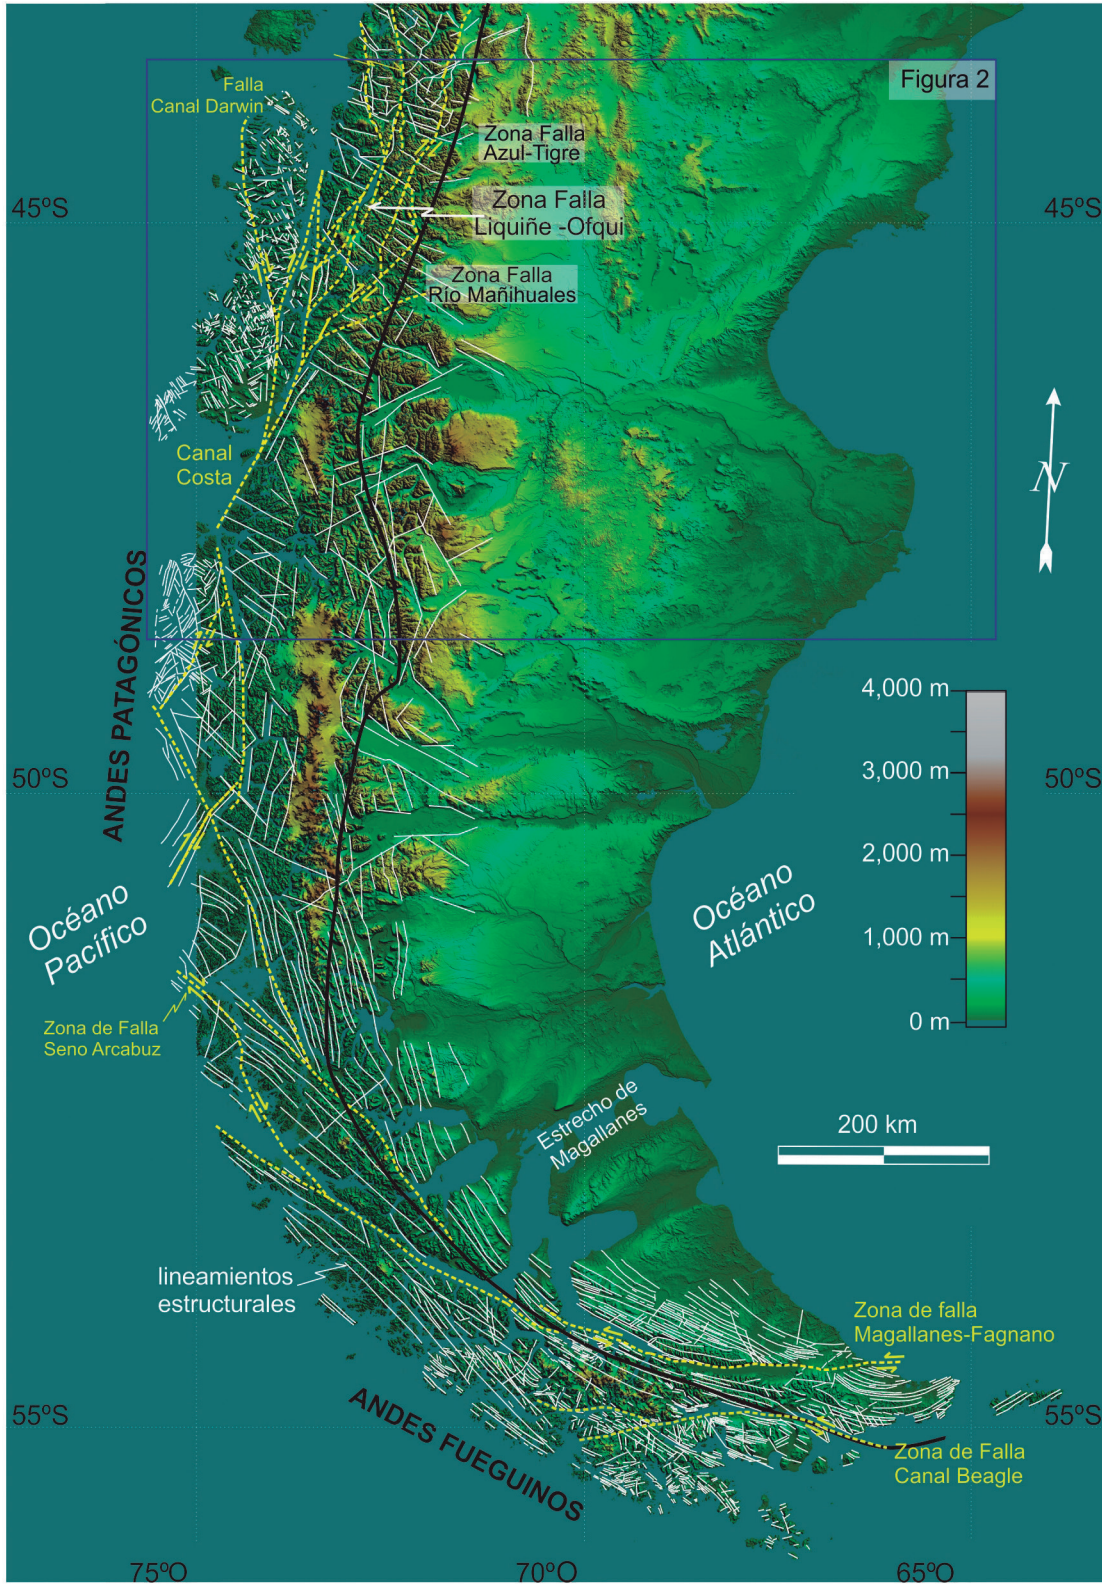 Figura 2
Falla
Canal Darwin
Zona Falla
Azul-Tigre
45ºS
45ºS
Zona Falla
Liquiñe -Ofqui
Zona Falla
Río Mañihuales
Canal
Costa
N
ANDES PATAGÓNICOS
4,000 m
3,000 m
2,000 m
1,000 m
0 m
50ºS
50ºS
Océano
Pacífico
Océano
Atlántico
Zona de Falla
Seno Arcabuz
Estrecho de
Magallanes
200 km
lineamientos
estructurales
Zona de falla
Magallanes-Fagnano
55ºS
55ºS
ANDES FUEGUINOS
Zona de Falla
Canal Beagle
75ºO
70ºO
65ºO